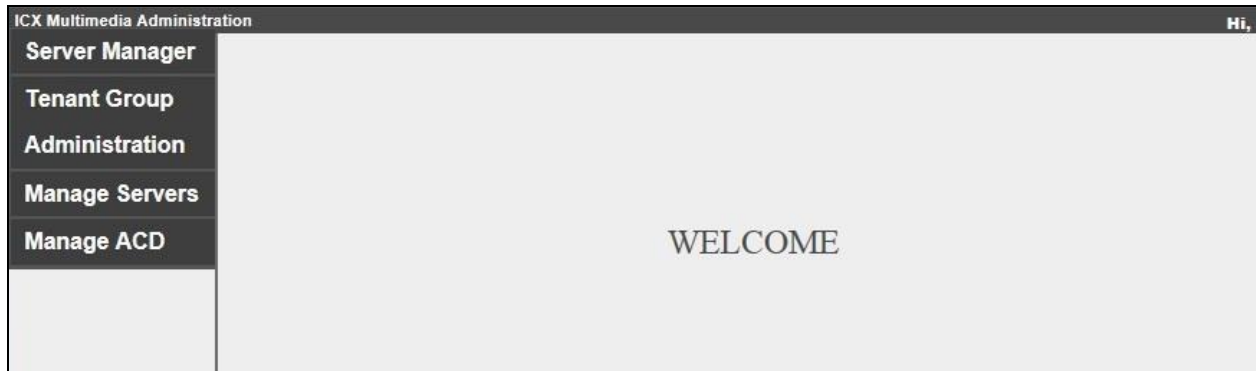 ICX Multimedia Administration
Hi,
Server Manager
Tenant Group
Administration
Manage Servers
Manage ACD
WELCOME